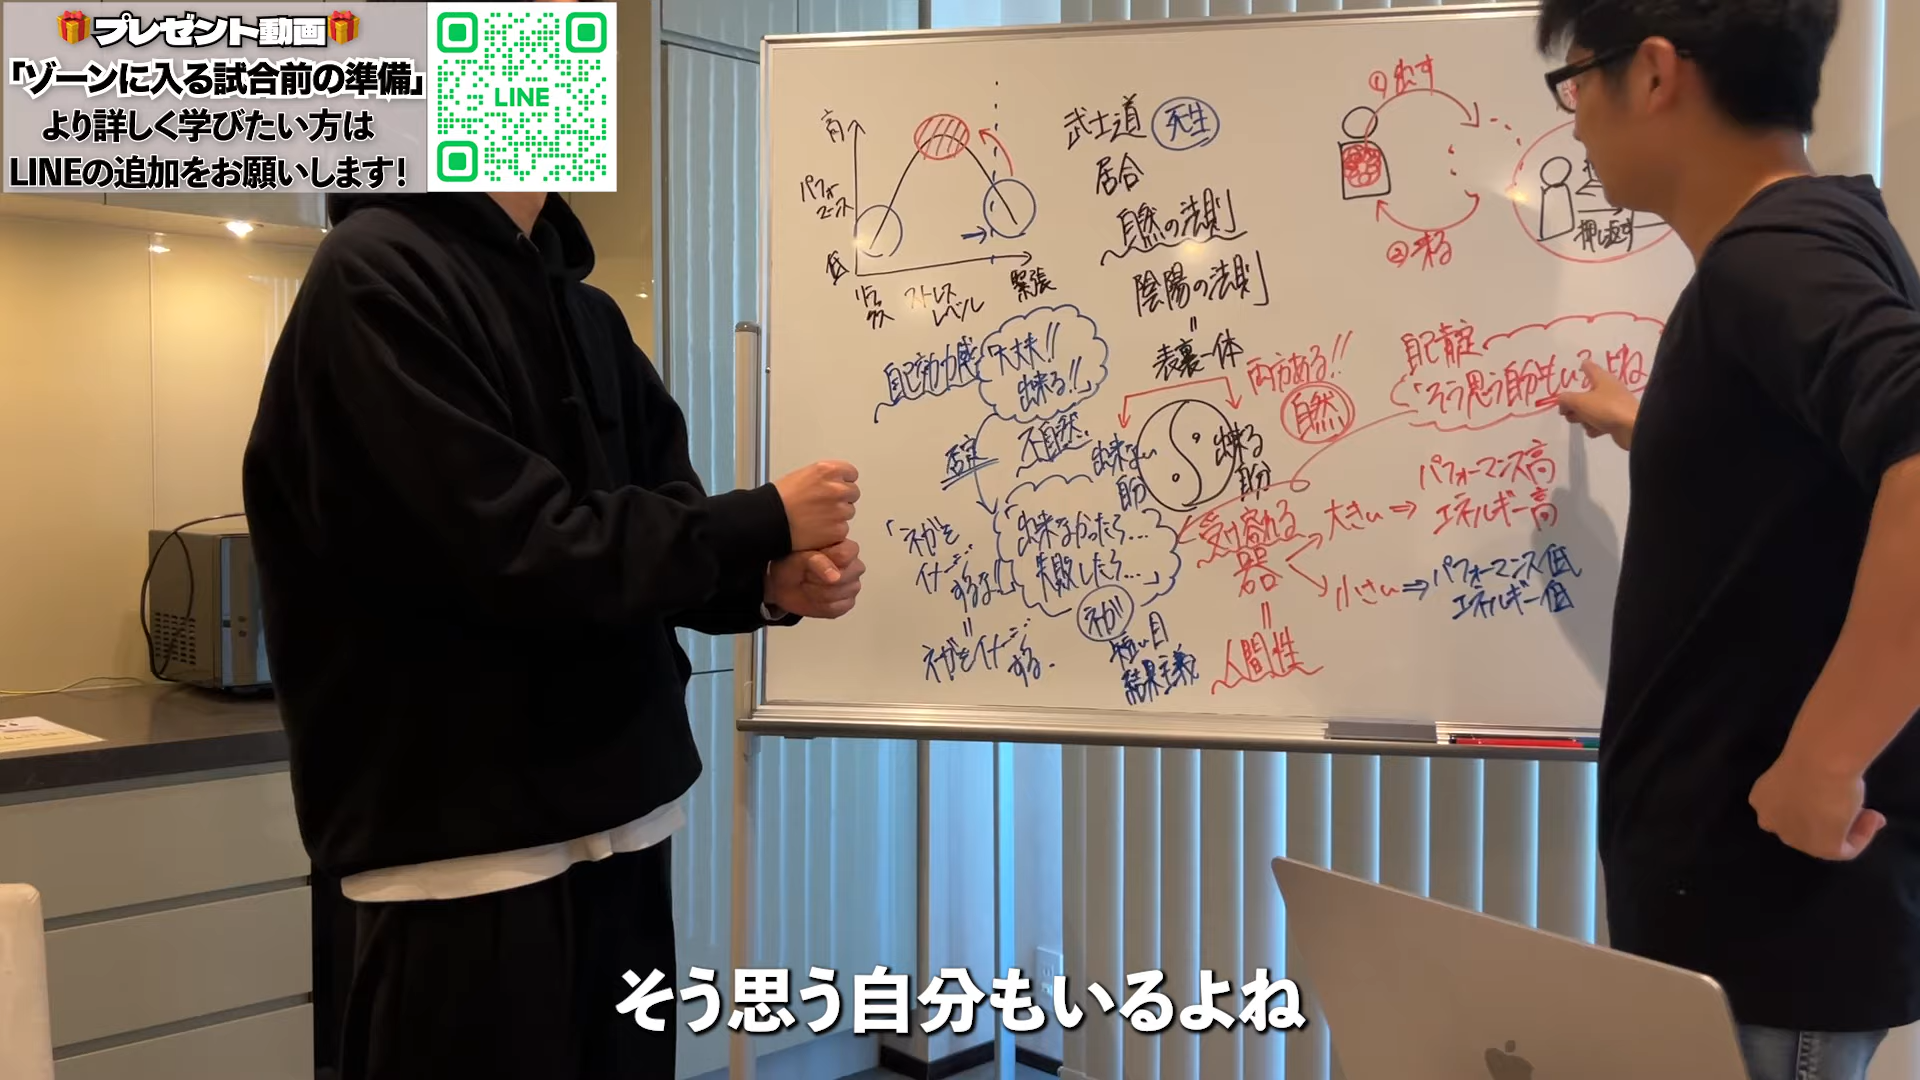 🎁プレゼント動画🎁
「ゾーンに入る試合前の準備」
より詳しく学びたい方は
LINEの追加をお願いします!
LINE
高
パフォーマンス
低
リラックス
ストレスレベル
緊張
武士道 死生
居合
自然の法則
陰陽の法則
=
表裏一体
両方ある!!
自然
出来ない自分
出来る自分
①出す
②来る
押し返す
自己効力感
大丈夫!!
出来る!!
否定
不自然
「ネガをイメージするな!」
=
ネガをイメージする.
「出来なかったら…
失敗したら…」
ネガ
短い目
結果主義
自己肯定
「そう思う自分もいるよね
受け容れる器
大きい⇒パフォーマンス高
エネルギー高
小さい⇒パフォーマンス低
エネルギー低
=
人間性
そう思う自分もいるよね